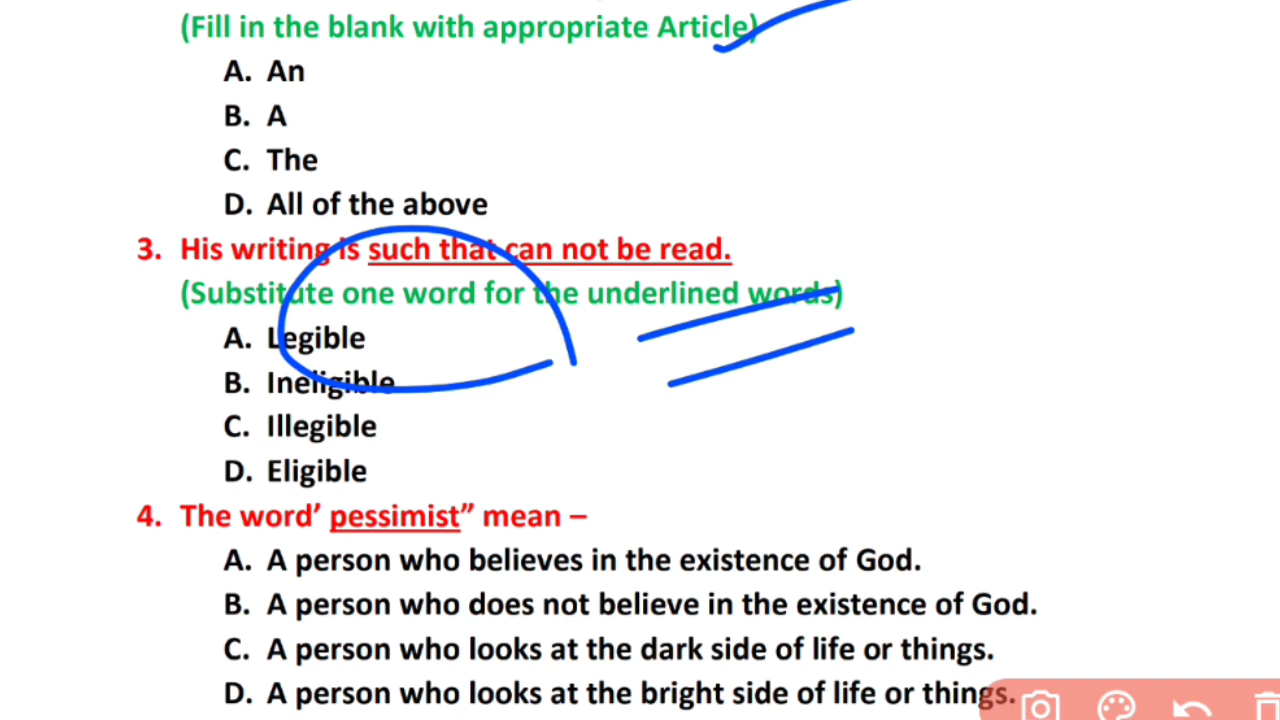 (Fill in the blank with appropriate Article)
A. An
B. A
C. The
D. All of the above
3. His writing is such that can not be read.
(Substitute one word for the underlined words)
A. Legible
B. Ineligible
C. Illegible
D. Eligible
4. The word’ pessimist” mean –
A. A person who believes in the existence of God.
B. A person who does not believe in the existence of God.
C. A person who looks at the dark side of life or things.
D. A person who looks at the bright side of life or things.